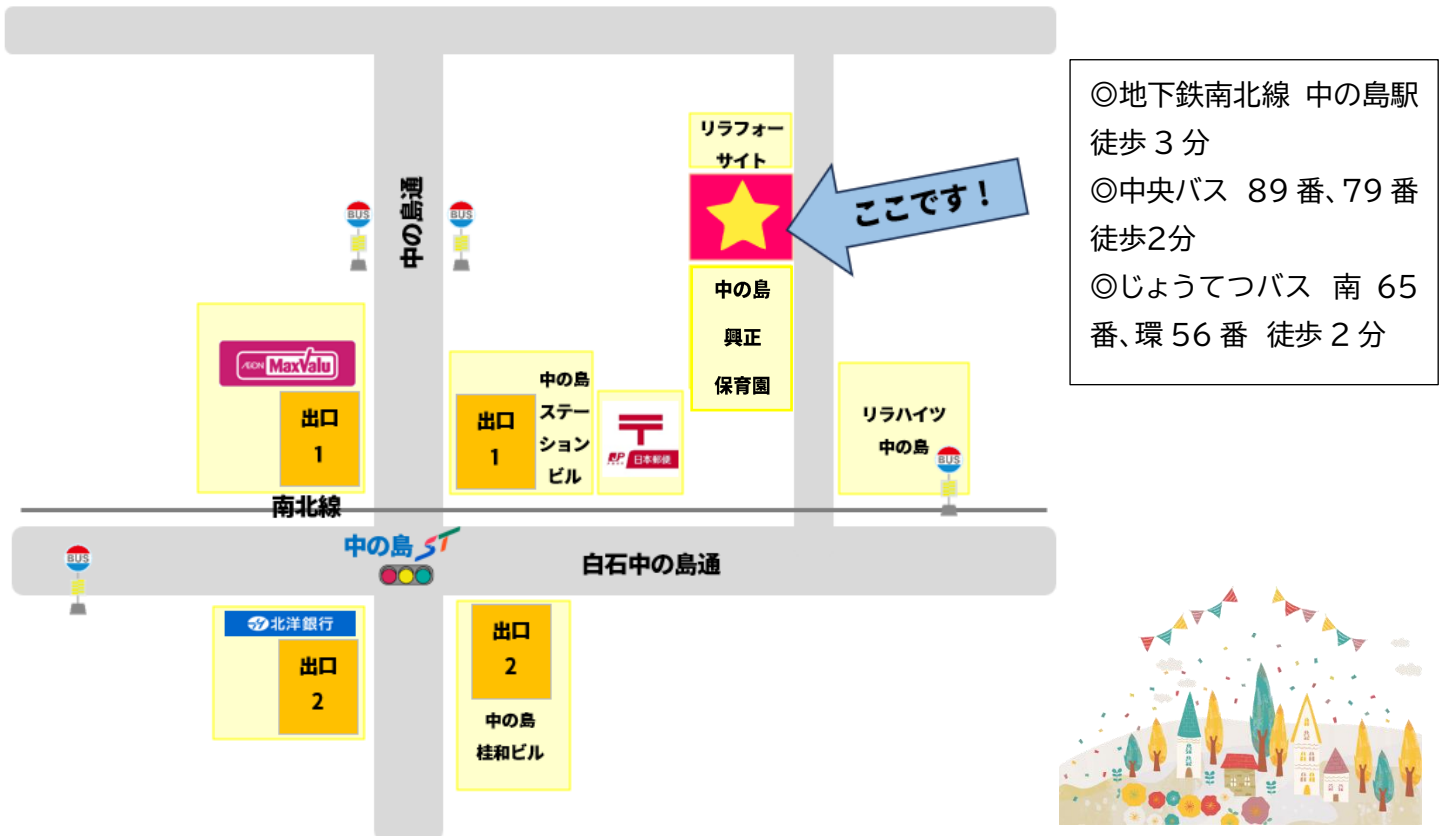 リラフォー
サイト
ここです！
中の島通
BUS
BUS
中の島
興正
保育園
AEON MaxValu
出口
1
出口
1
中の島
ステー
ション
ビル
JP 日本郵便
リラハイツ
中の島
BUS
南北線
中の島 ST
白石中の島通
BUS
北洋銀行
出口
2
出口
2
中の島
桂和ビル
◎地下鉄南北線 中の島駅
徒歩 3 分
◎中央バス 89 番、79 番
徒歩2分
◎じょうてつバス 南 65
番、環 56 番 徒歩 2 分